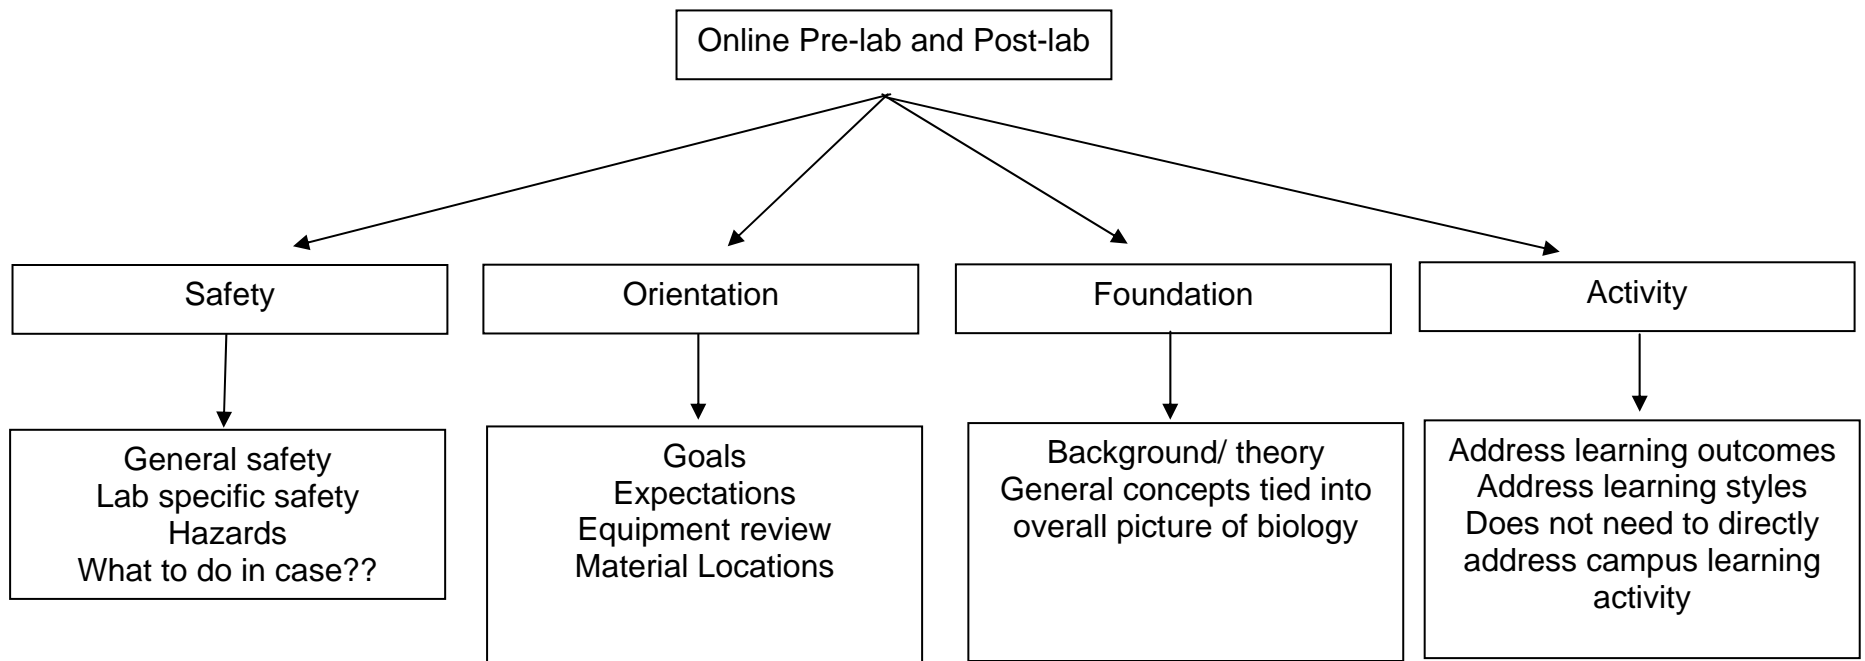 Online Pre-lab and Post-lab
Safety
Orientation
Foundation
Activity
General safety
Lab specific safety
Hazards
What to do in case??
Goals
Expectations
Equipment review
Material Locations
Background/ theory
General concepts tied into
overall picture of biology
Address learning outcomes
Address learning styles
Does not need to directly
address campus learning
activity